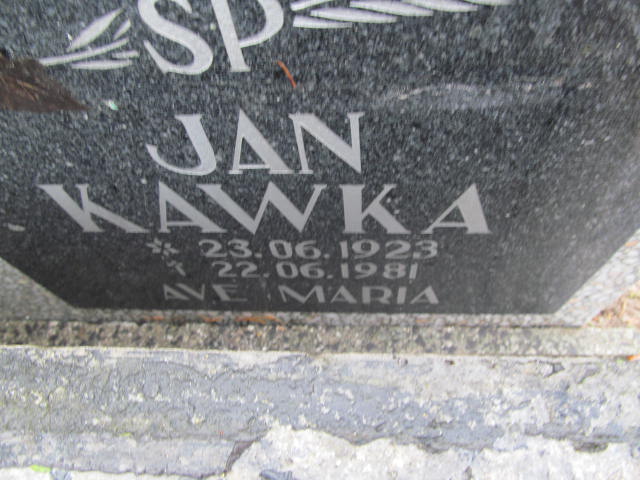 SP
JAN
KAWKA
* 23.06.1923
† 22.06.1981
AVE MARIA